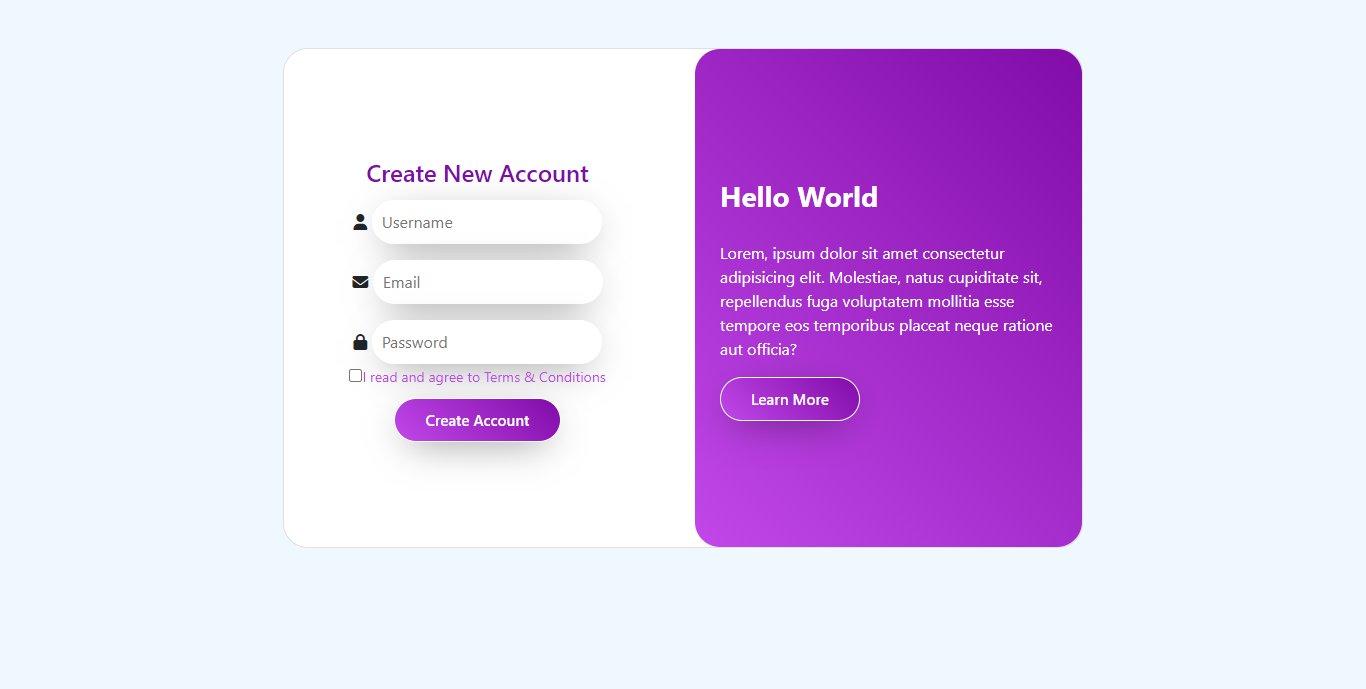 Create New Account
Username
Email
Password
I read and agree to Terms & Conditions
Create Account
Hello World
Lorem, ipsum dolor sit amet consectetur
adipisicing elit. Molestiae, natus cupiditate sit,
repellendus fuga voluptatem mollitia esse
tempore eos temporibus placeat neque ratione
aut officia?
Learn More